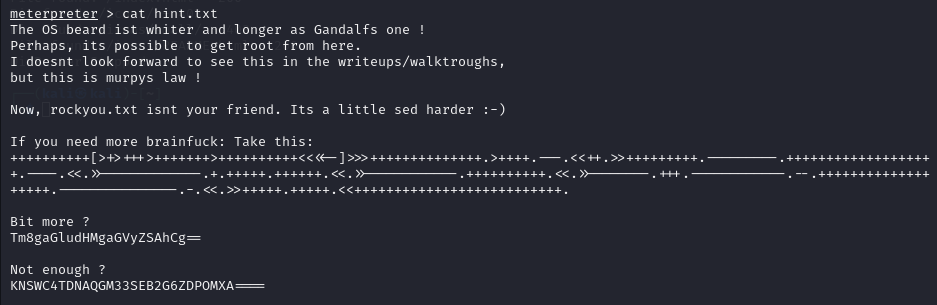 meterpreter > cat hint.txt
The OS beard ist whiter and longer as Gandalfs one !
Perhaps, its possible to get root from here.
I doesnt look forward to see this in the writeups/walktroughs,
but this is murpys law !
Now, rockyou.txt isnt your friend. Its a little sed harder :-)
If you need more brainfuck: Take this:
++++++++++[>+>+++>+++++++>++++++++++<<<<-]>>>++++++++++++++.>++++.---.<<++.>>+++++++++.---------.++++++++++++++++++
+.----.<<.>>------------.+.+++++.++++++.<<.>>-----------.++++++++++.<<.>>-------.+++.------------.--.++++++++++++++
+++++.---------------.-.<<.>>+++++.+++++.<<++++++++++++++++++++++++++.
Bit more ?
Tm8gaGludHMgaGVyZSAhCg==
Not enough ?
KNSWC4TDNAQGM33SEB2G6ZDPOMXA====